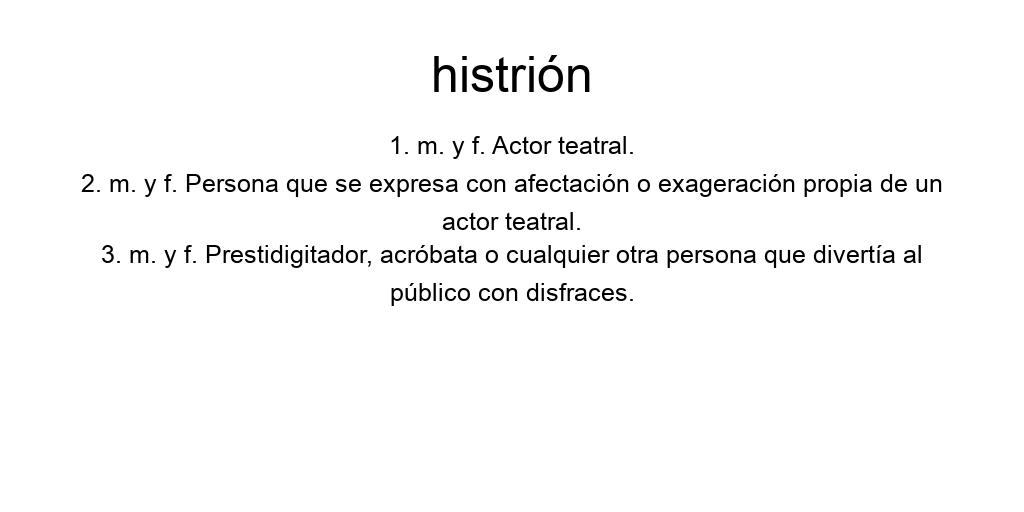 histrión
1. m. y f. Actor teatral.
2. m. y f. Persona que se expresa con afectación o exageración propia de un
actor teatral.
3. m. y f. Prestidigitador, acróbata o cualquier otra persona que divertía al
público con disfraces.